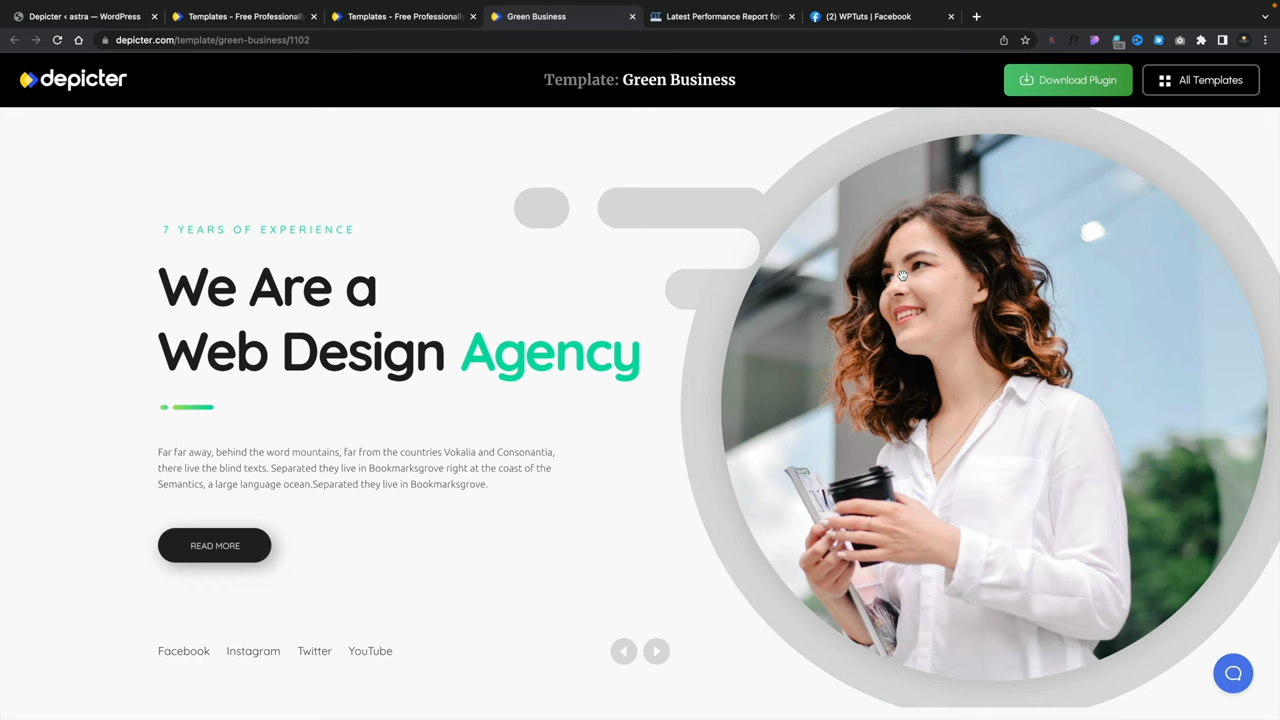 Depicter ‹ astra — WordPress
Templates - Free Professionall
Templates - Free Professionall
Green Business
Latest Performance Report for:
(2) WPTuts | Facebook
depicter.com/template/green-business/1102
depicter
Template: Green Business
Download Plugin
All Templates
7 YEARS OF EXPERIENCE
We Are a
Web Design Agency
Far far away, behind the word mountains, far from the countries Vokalia and Consonantia,
there live the blind texts. Separated they live in Bookmarksgrove right at the coast of the
Semantics, a large language ocean.Separated they live in Bookmarksgrove.
READ MORE
Facebook
Instagram
Twitter
YouTube